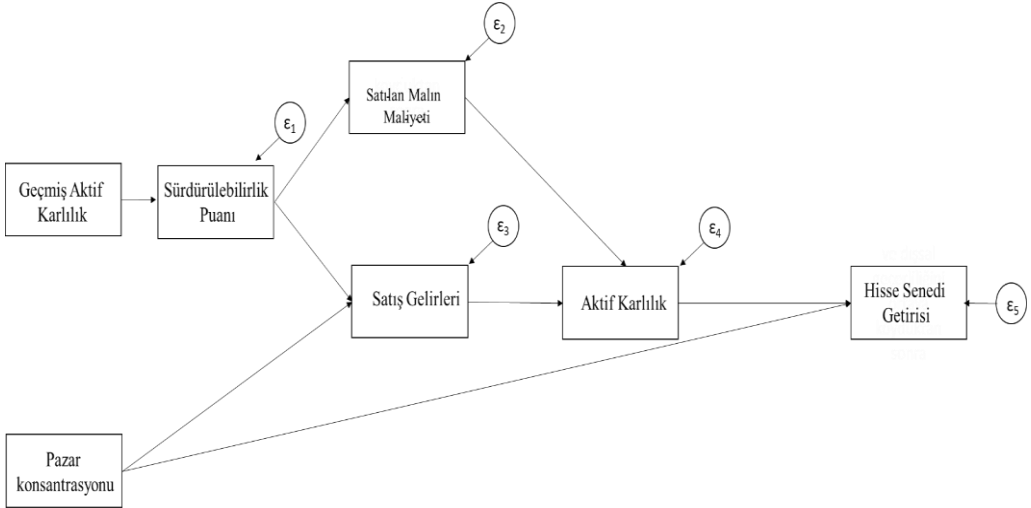 ε2
Satılan Malın
Maliyeti
ε1
Geçmiş Aktif
Karlılık
Sürdürülebilirlik
Puanı
ε3
ε4
Satış Gelirleri
Aktif Karlılık
Hisse Senedi
Getirisi
ε5
Pazar
konsantrasyonu